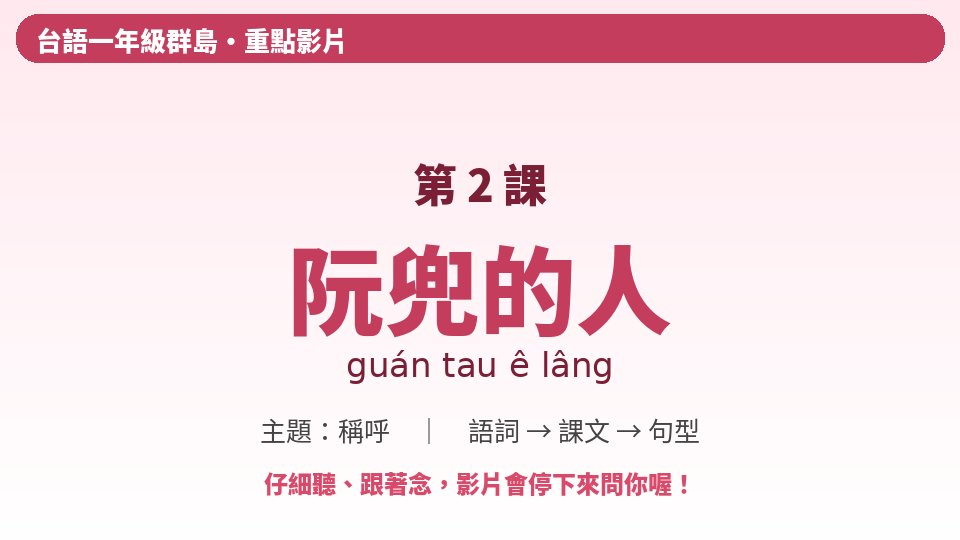 台語一年級群島·重點影片
第 2 課
阮兜的人
guán tau ê lâng
主題：稱呼 ｜ 語詞 → 課文 → 句型
仔細聽、跟著念，影片會停下來問你喔！